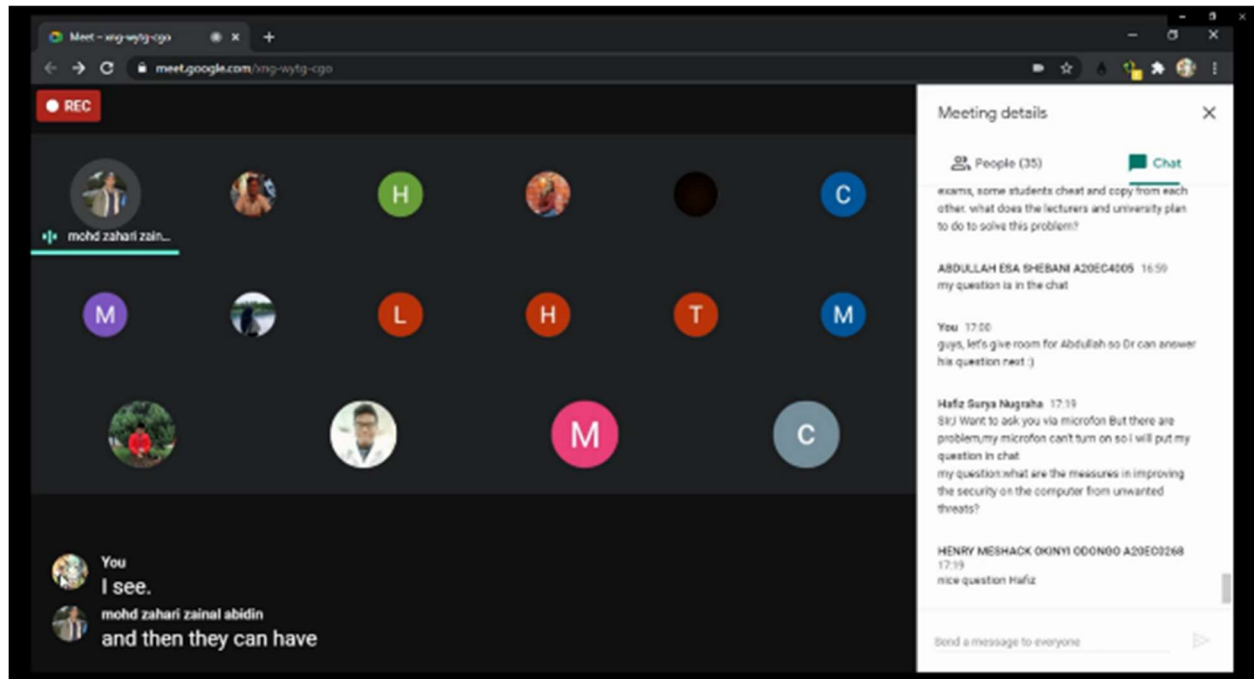 Meet – xng-wytg-cgo
meet.google.com/xng-wytg-cgo
REC
mohd zahari zain...
H
C
M
L
H
T
M
M
C
You
I see.
mohd zahari zainal abidin
and then they can have
Meeting details
People (35)
Chat
exams, some students cheat and copy from each
other. what does the lecturers and university plan
to do to solve this problem?
ABDULLAH ESA SHEBANI A20EC4005 16:59
my question is in the chat
You 17:00
guys, let's give room for Abdullah so Dr can answer
his question next :)
Hafiz Surya Nugraha 17:19
Sir,I Want to ask you via microfon But there are
problem,my microfon can't turn on so i will put my
question in chat
my question:what are the measures in improving
the security on the computer from unwanted
threats?
HENRY MESHACK OKINYI ODONGO A20EC0268
17:19
nice question Hafiz
Send a message to everyone